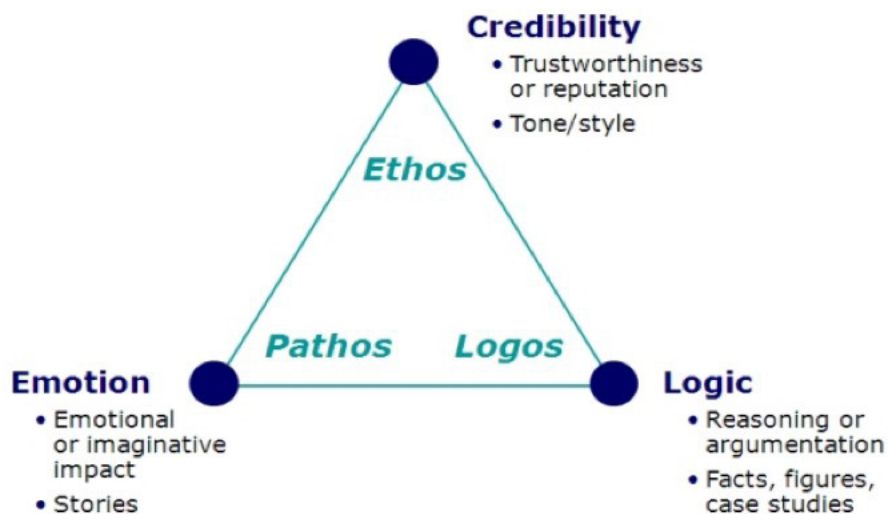 Credibility
• Trustworthiness
or reputation
• Tone/style
Ethos
Pathos
Logos
Emotion
• Emotional
or imaginative
impact
• Stories
Logic
• Reasoning or
argumentation
• Facts, figures,
case studies